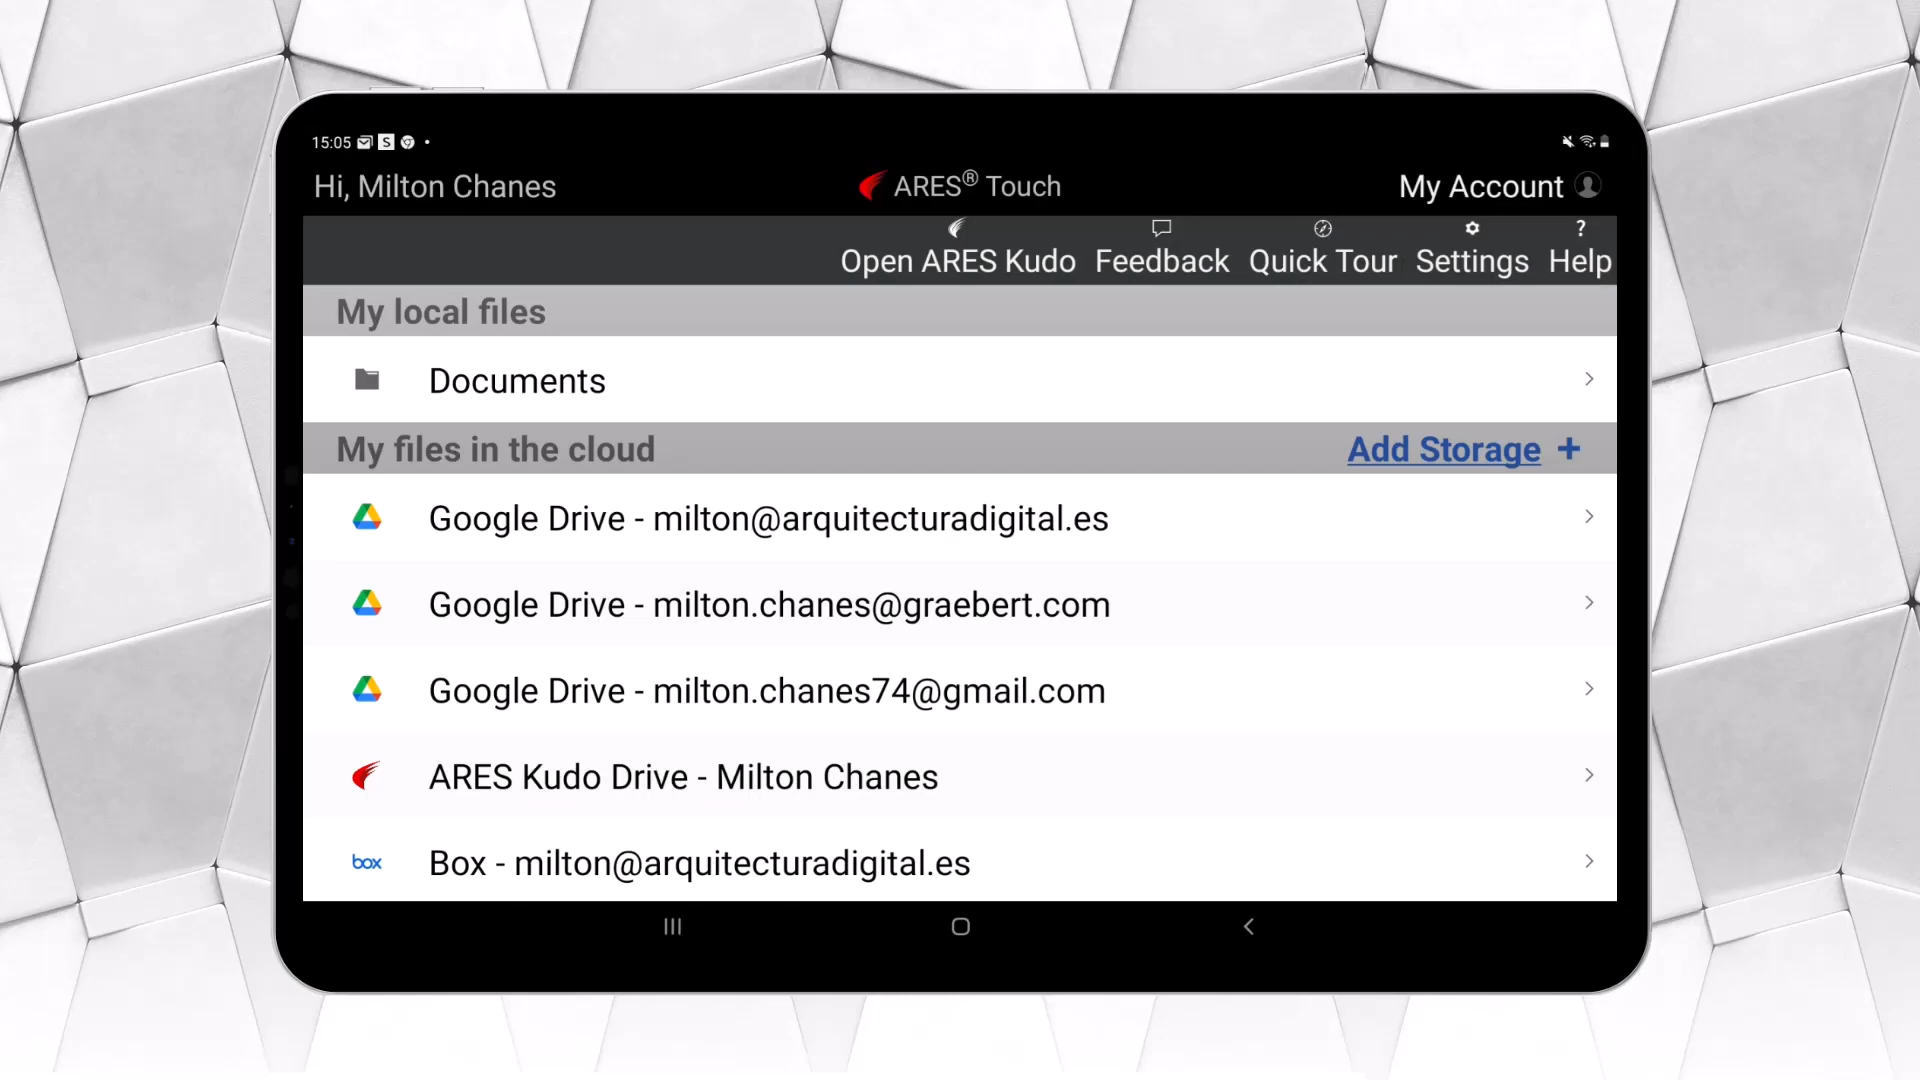 15:05
Hi, Milton Chanes
ARES® Touch
My Account
Open ARES Kudo
Feedback
Quick Tour
Settings
Help
My local files
Documents
My files in the cloud
Add Storage +
Google Drive - milton@arquitecturadigital.es
Google Drive - milton.chanes@graebert.com
Google Drive - milton.chanes74@gmail.com
ARES Kudo Drive - Milton Chanes
box
Box - milton@arquitecturadigital.es